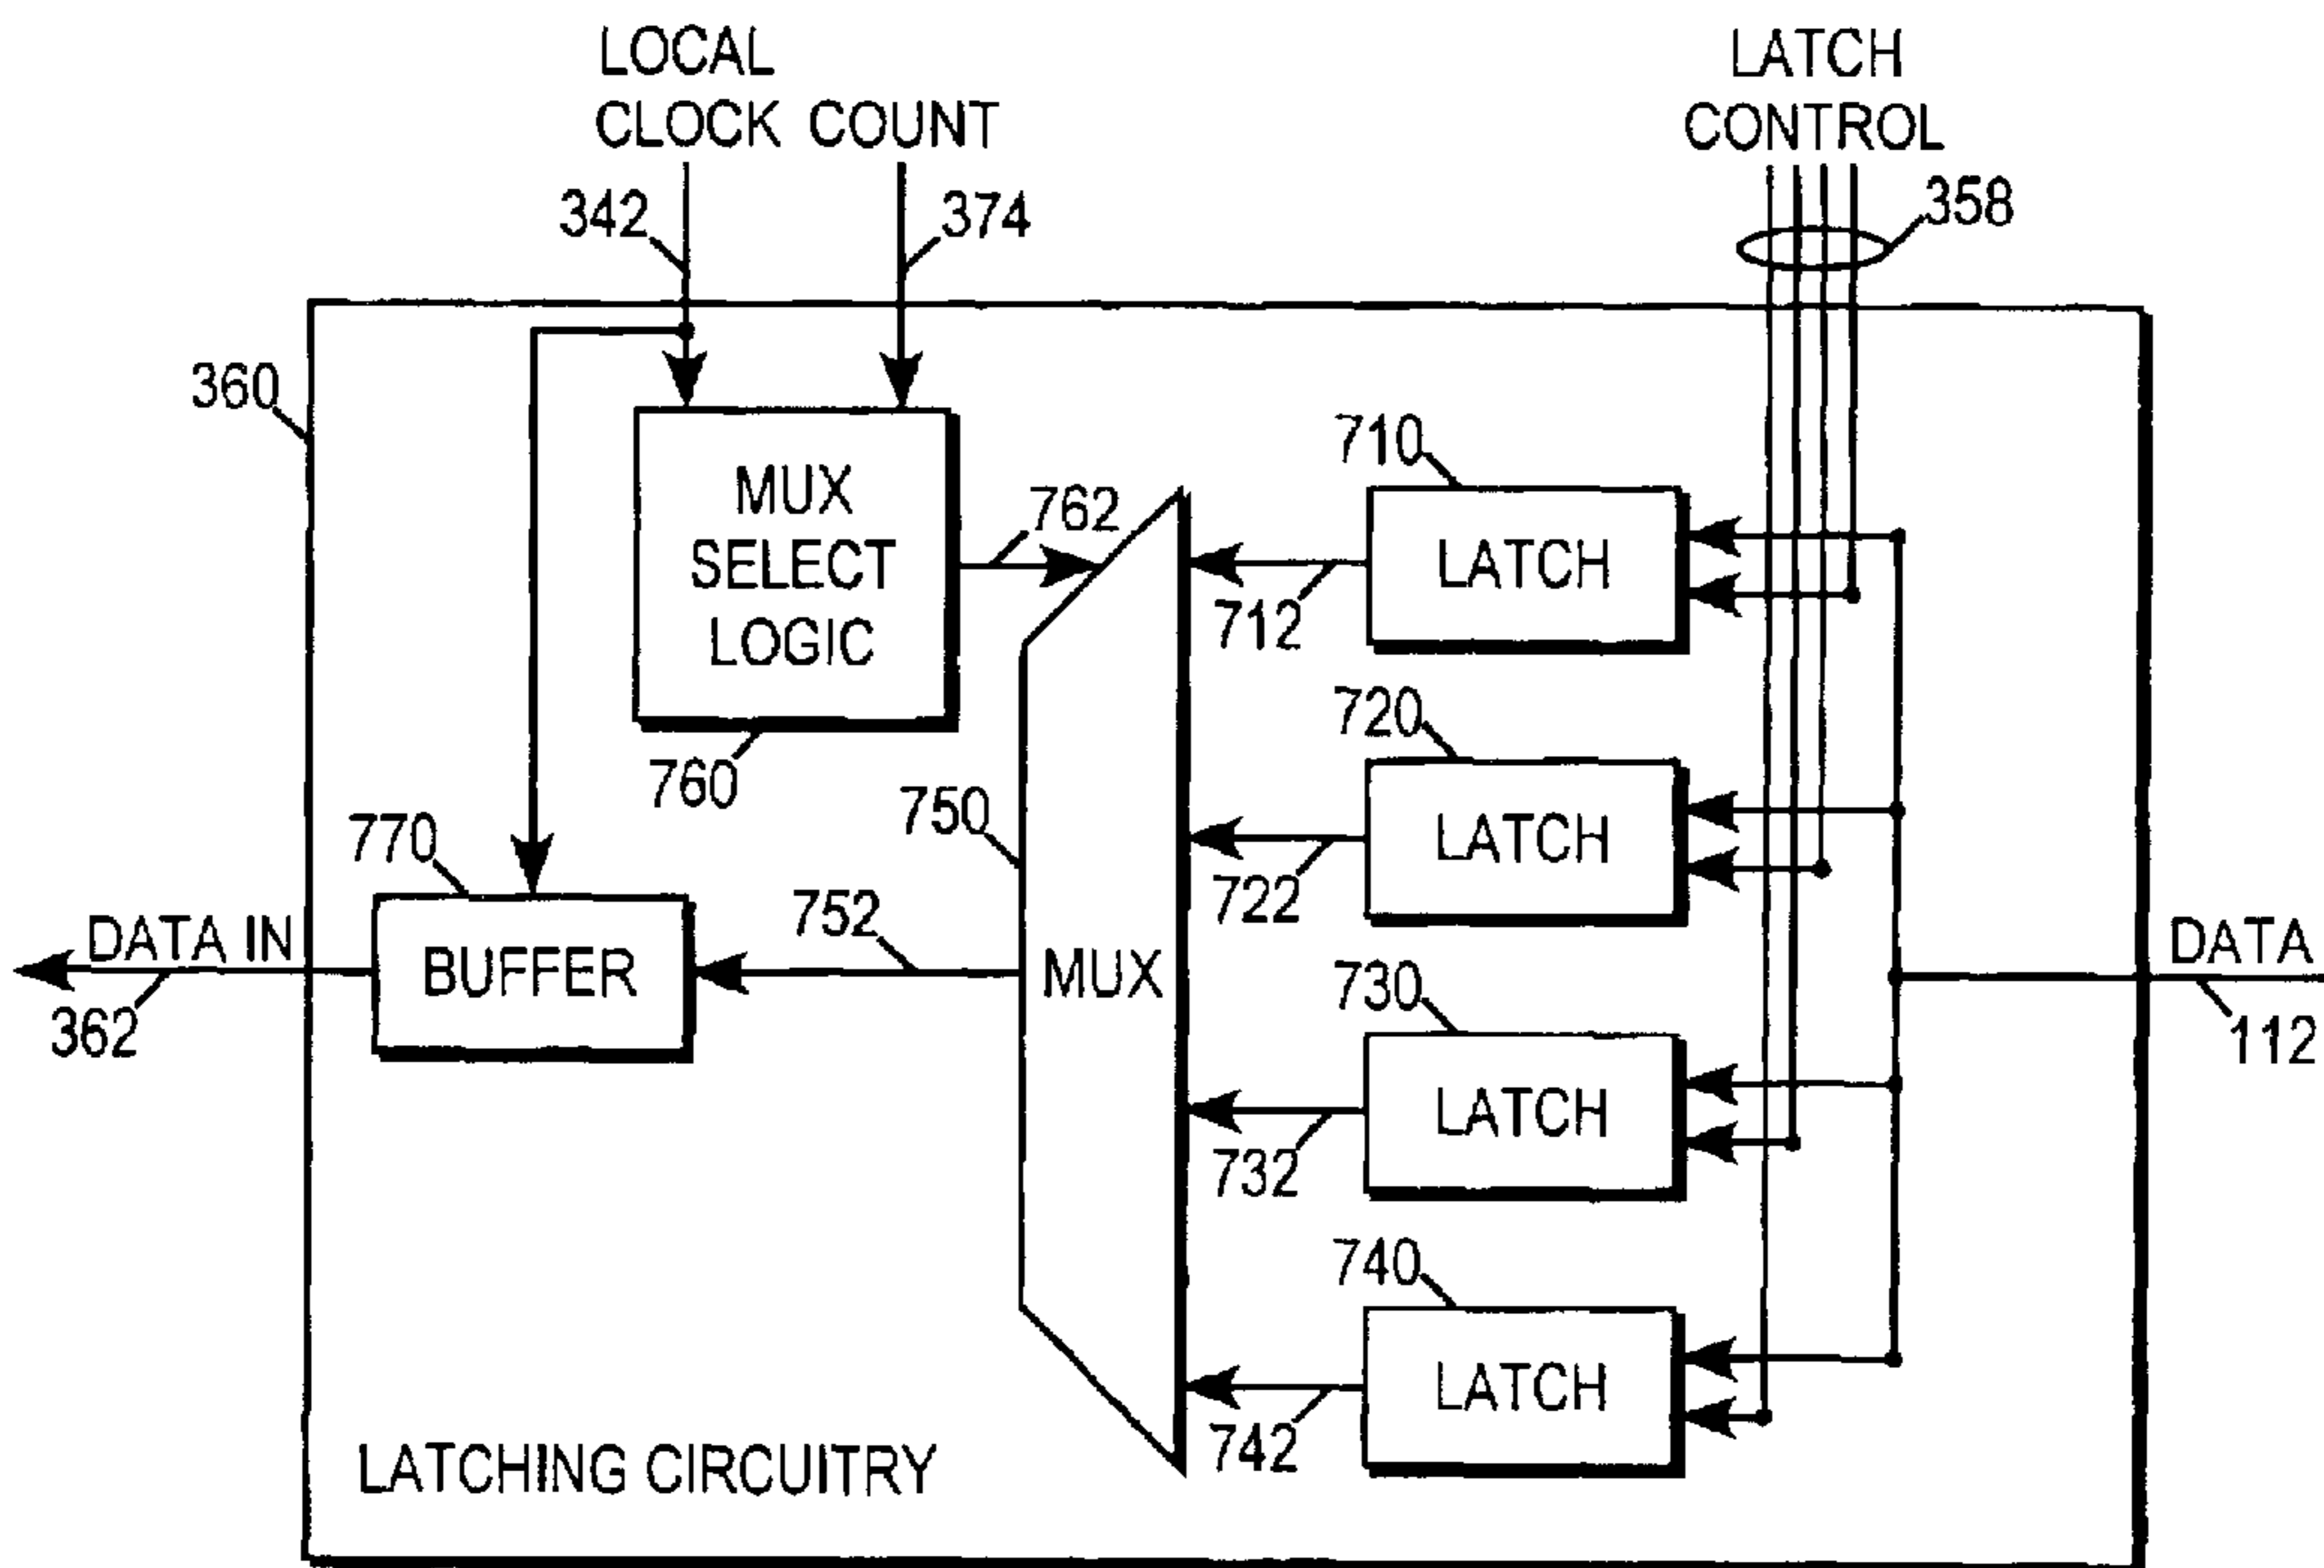 LOCAL
CLOCK COUNT
LATCH
CONTROL
342
374
358
360
710
MUX
SELECT
LOGIC
762
LATCH
712
720
760
750
LATCH
722
770
752
DATA IN
BUFFER
MUX
DATA
362
730
112
LATCH
732
740
LATCH
742
LATCHING CIRCUITRY